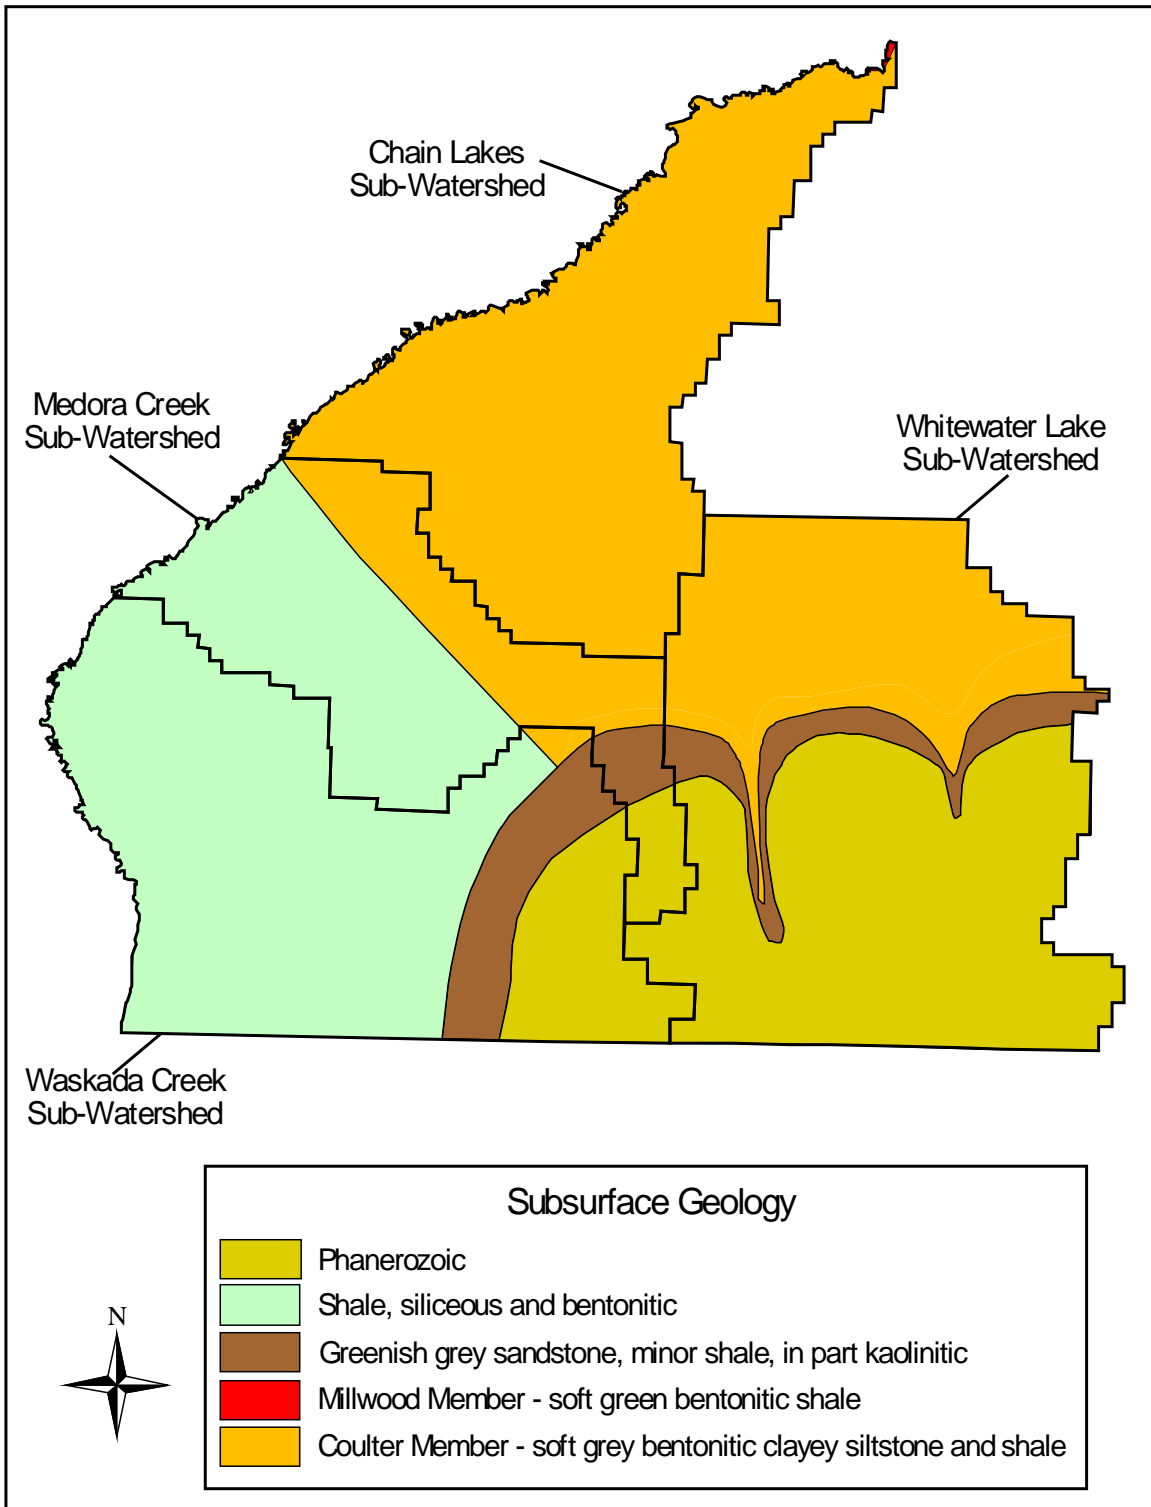 Chain Lakes
Sub-Watershed
Medora Creek
Sub-Watershed
Whitewater Lake
Sub-Watershed
Waskada Creek
Sub-Watershed
Subsurface Geology
Phanerozoic
Shale, siliceous and bentonitic
Greenish grey sandstone, minor shale, in part kaolinitic
Millwood Member - soft green bentonitic shale
Coulter Member - soft grey bentonitic clayey siltstone and shale
N